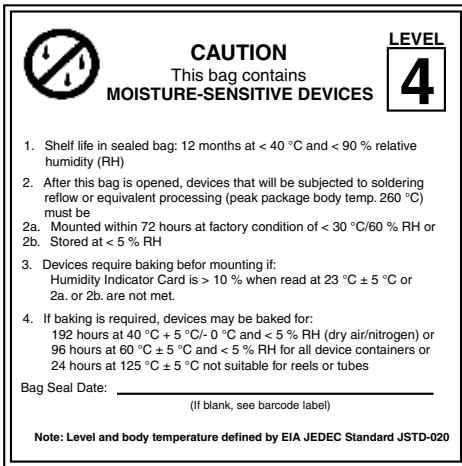 LEVEL
4
CAUTION
This bag contains
MOISTURE-SENSITIVE DEVICES
1. Shelf life in sealed bag: 12 months at < 40 °C and < 90 % relative
humidity (RH)
2. After this bag is opened, devices that will be subjected to soldering
reflow or equivalent processing (peak package body temp. 260 °C)
must be
2a. Mounted within 72 hours at factory condition of < 30 °C/60 % RH or
2b. Stored at < 5 % RH
3. Devices require baking befor mounting if:
Humidity Indicator Card is > 10 % when read at 23 °C ± 5 °C or
2a. or 2b. are not met.
4. If baking is required, devices may be baked for:
192 hours at 40 °C + 5 °C/- 0 °C and < 5 % RH (dry air/nitrogen) or
96 hours at 60 °C ± 5 °C and < 5 % RH for all device containers or
24 hours at 125 °C ± 5 °C not suitable for reels or tubes
Bag Seal Date:
(If blank, see barcode label)
Note: Level and body temperature defined by EIA JEDEC Standard JSTD-020